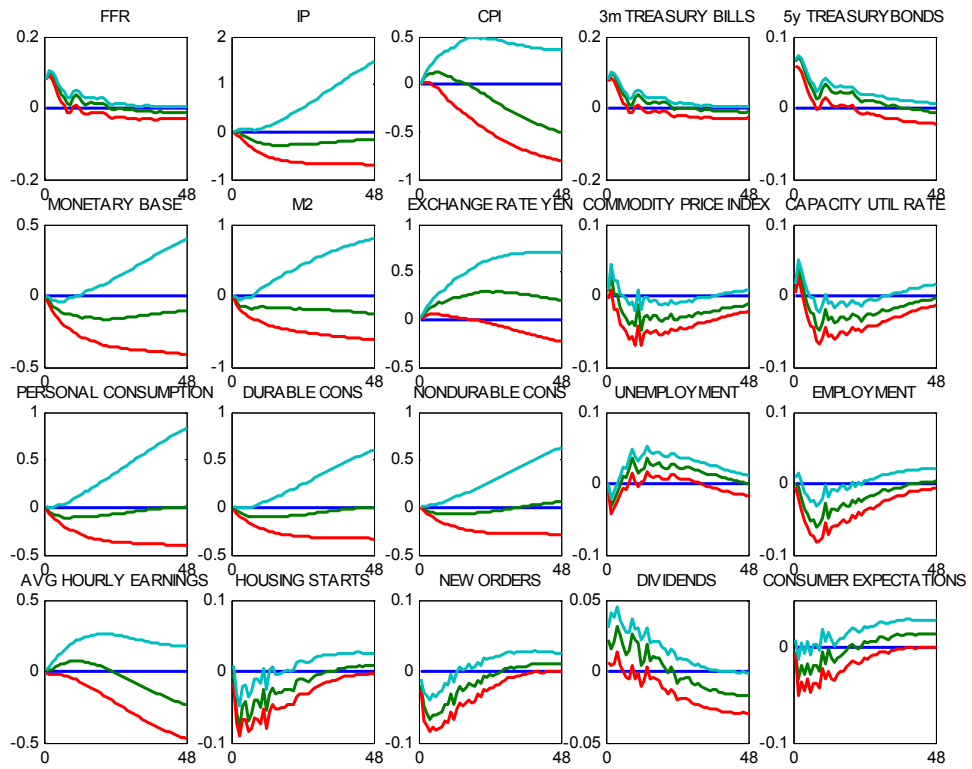 FFR IP CPI 3m TREASURY BILLS 5y TREASURY BONDS
0.2 2 0.5 0.2 0.1
1
0 0 0 0
0 -0.5
-0.2 -1 -1 -0.2 -0.1
0 48 0 48 0 48 0 48 0 48
MONETARY BASE M2 EXCHANGE RATE YEN COMMODITY PRICE INDEX CAPACITY UTIL RATE
0.5 1 1 0.1 0.1
0.5
0 0 0 0
0
-0.5 -1 -0.5 -0.1 -0.1
0 48 0 48 0 48 0 48 0 48
PERSONAL CONSUMPTION DURABLE CONS NONDURABLE CONS UNEMPLOYMENT EMPLOYMENT
1 1 1 0.1 0.1
0.5 0.5 0.5
0 0
0 0 0
-0.5 -0.5 -0.5 -0.1 -0.1
0 48 0 48 0 48 0 48 0 48
AVG HOURLY EARNINGS HOUSING STARTS NEW ORDERS DIVIDENDS CONSUMER EXPECTATIONS
0.5 0.1 0.1 0.05 0.1
0 0 0 0 0
-0.5 -0.1 0.1 0.05 0.1
0 48 0 48 0 48 0 48 0 48